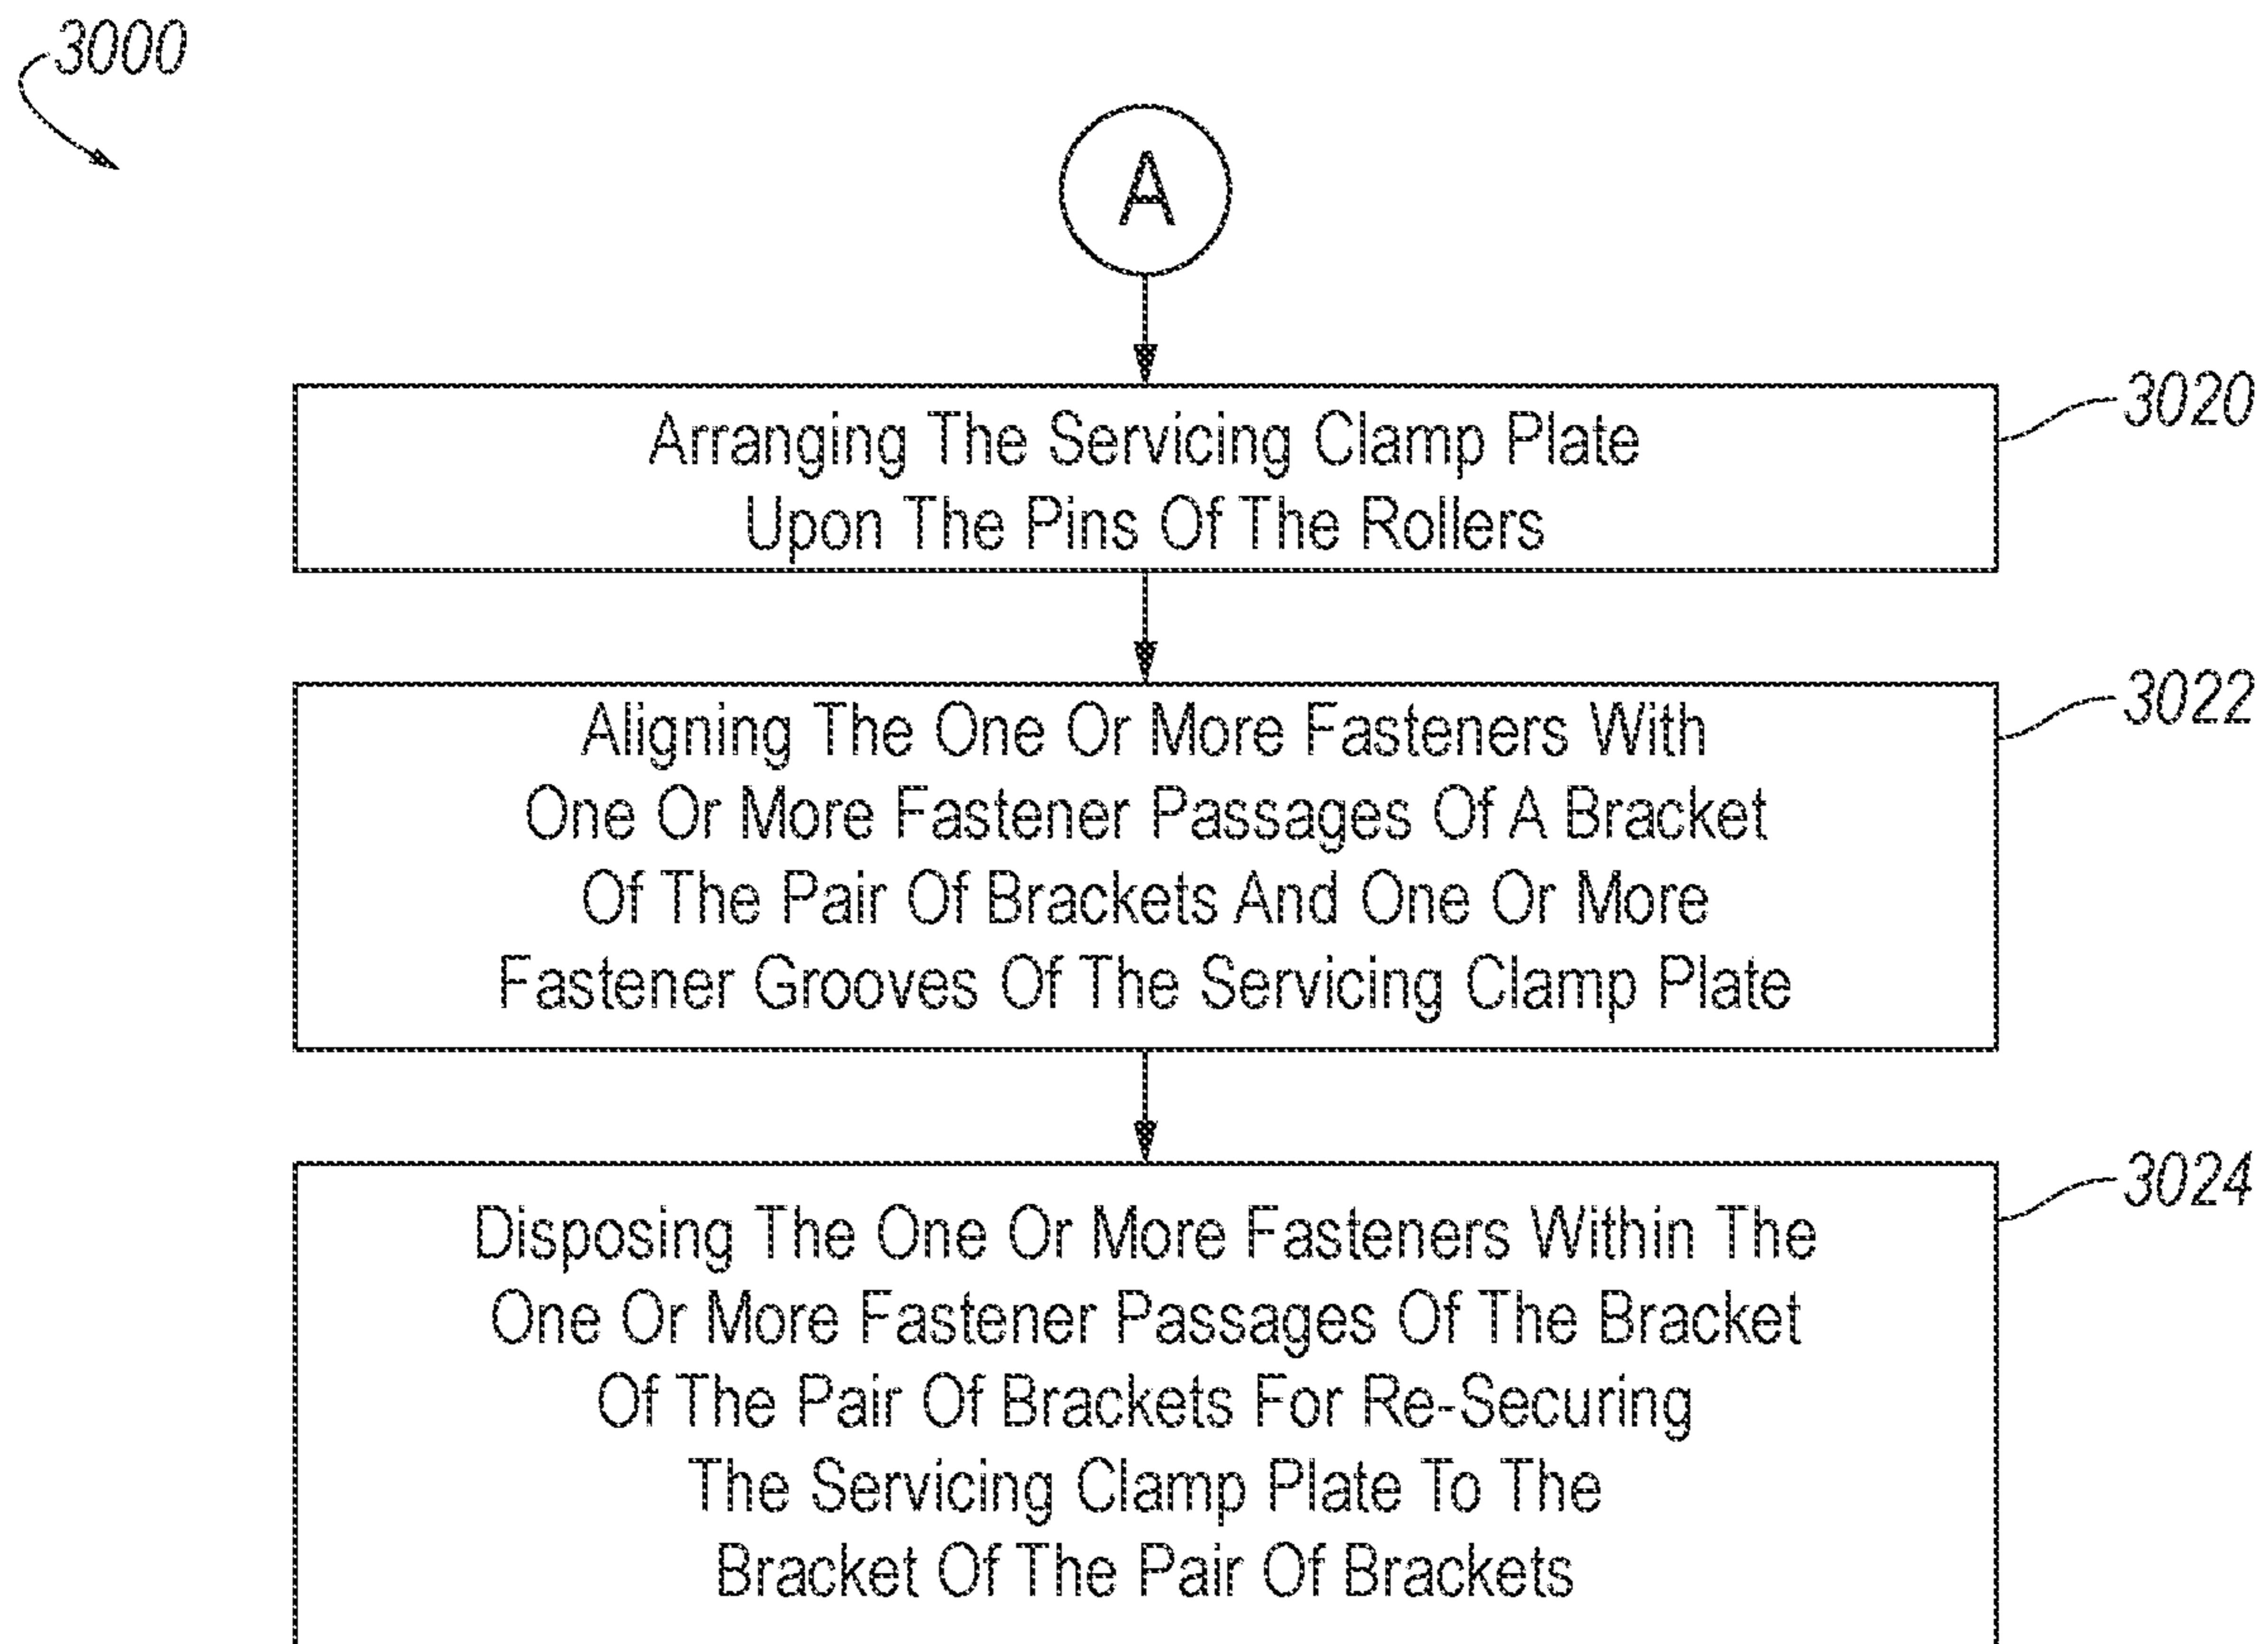 3000
A
Arranging The Servicing Clamp Plate
Upon The Pins Of The Rollers
3020
Aligning The One Or More Fasteners With
One Or More Fastener Passages Of A Bracket
Of The Pair Of Brackets And One Or More
Fastener Grooves Of The Servicing Clamp Plate
3022
Disposing The One Or More Fasteners Within The
One Or More Fastener Passages Of The Bracket
Of The Pair Of Brackets For Re-Securing
The Servicing Clamp Plate To The
Bracket Of The Pair Of Brackets
3024